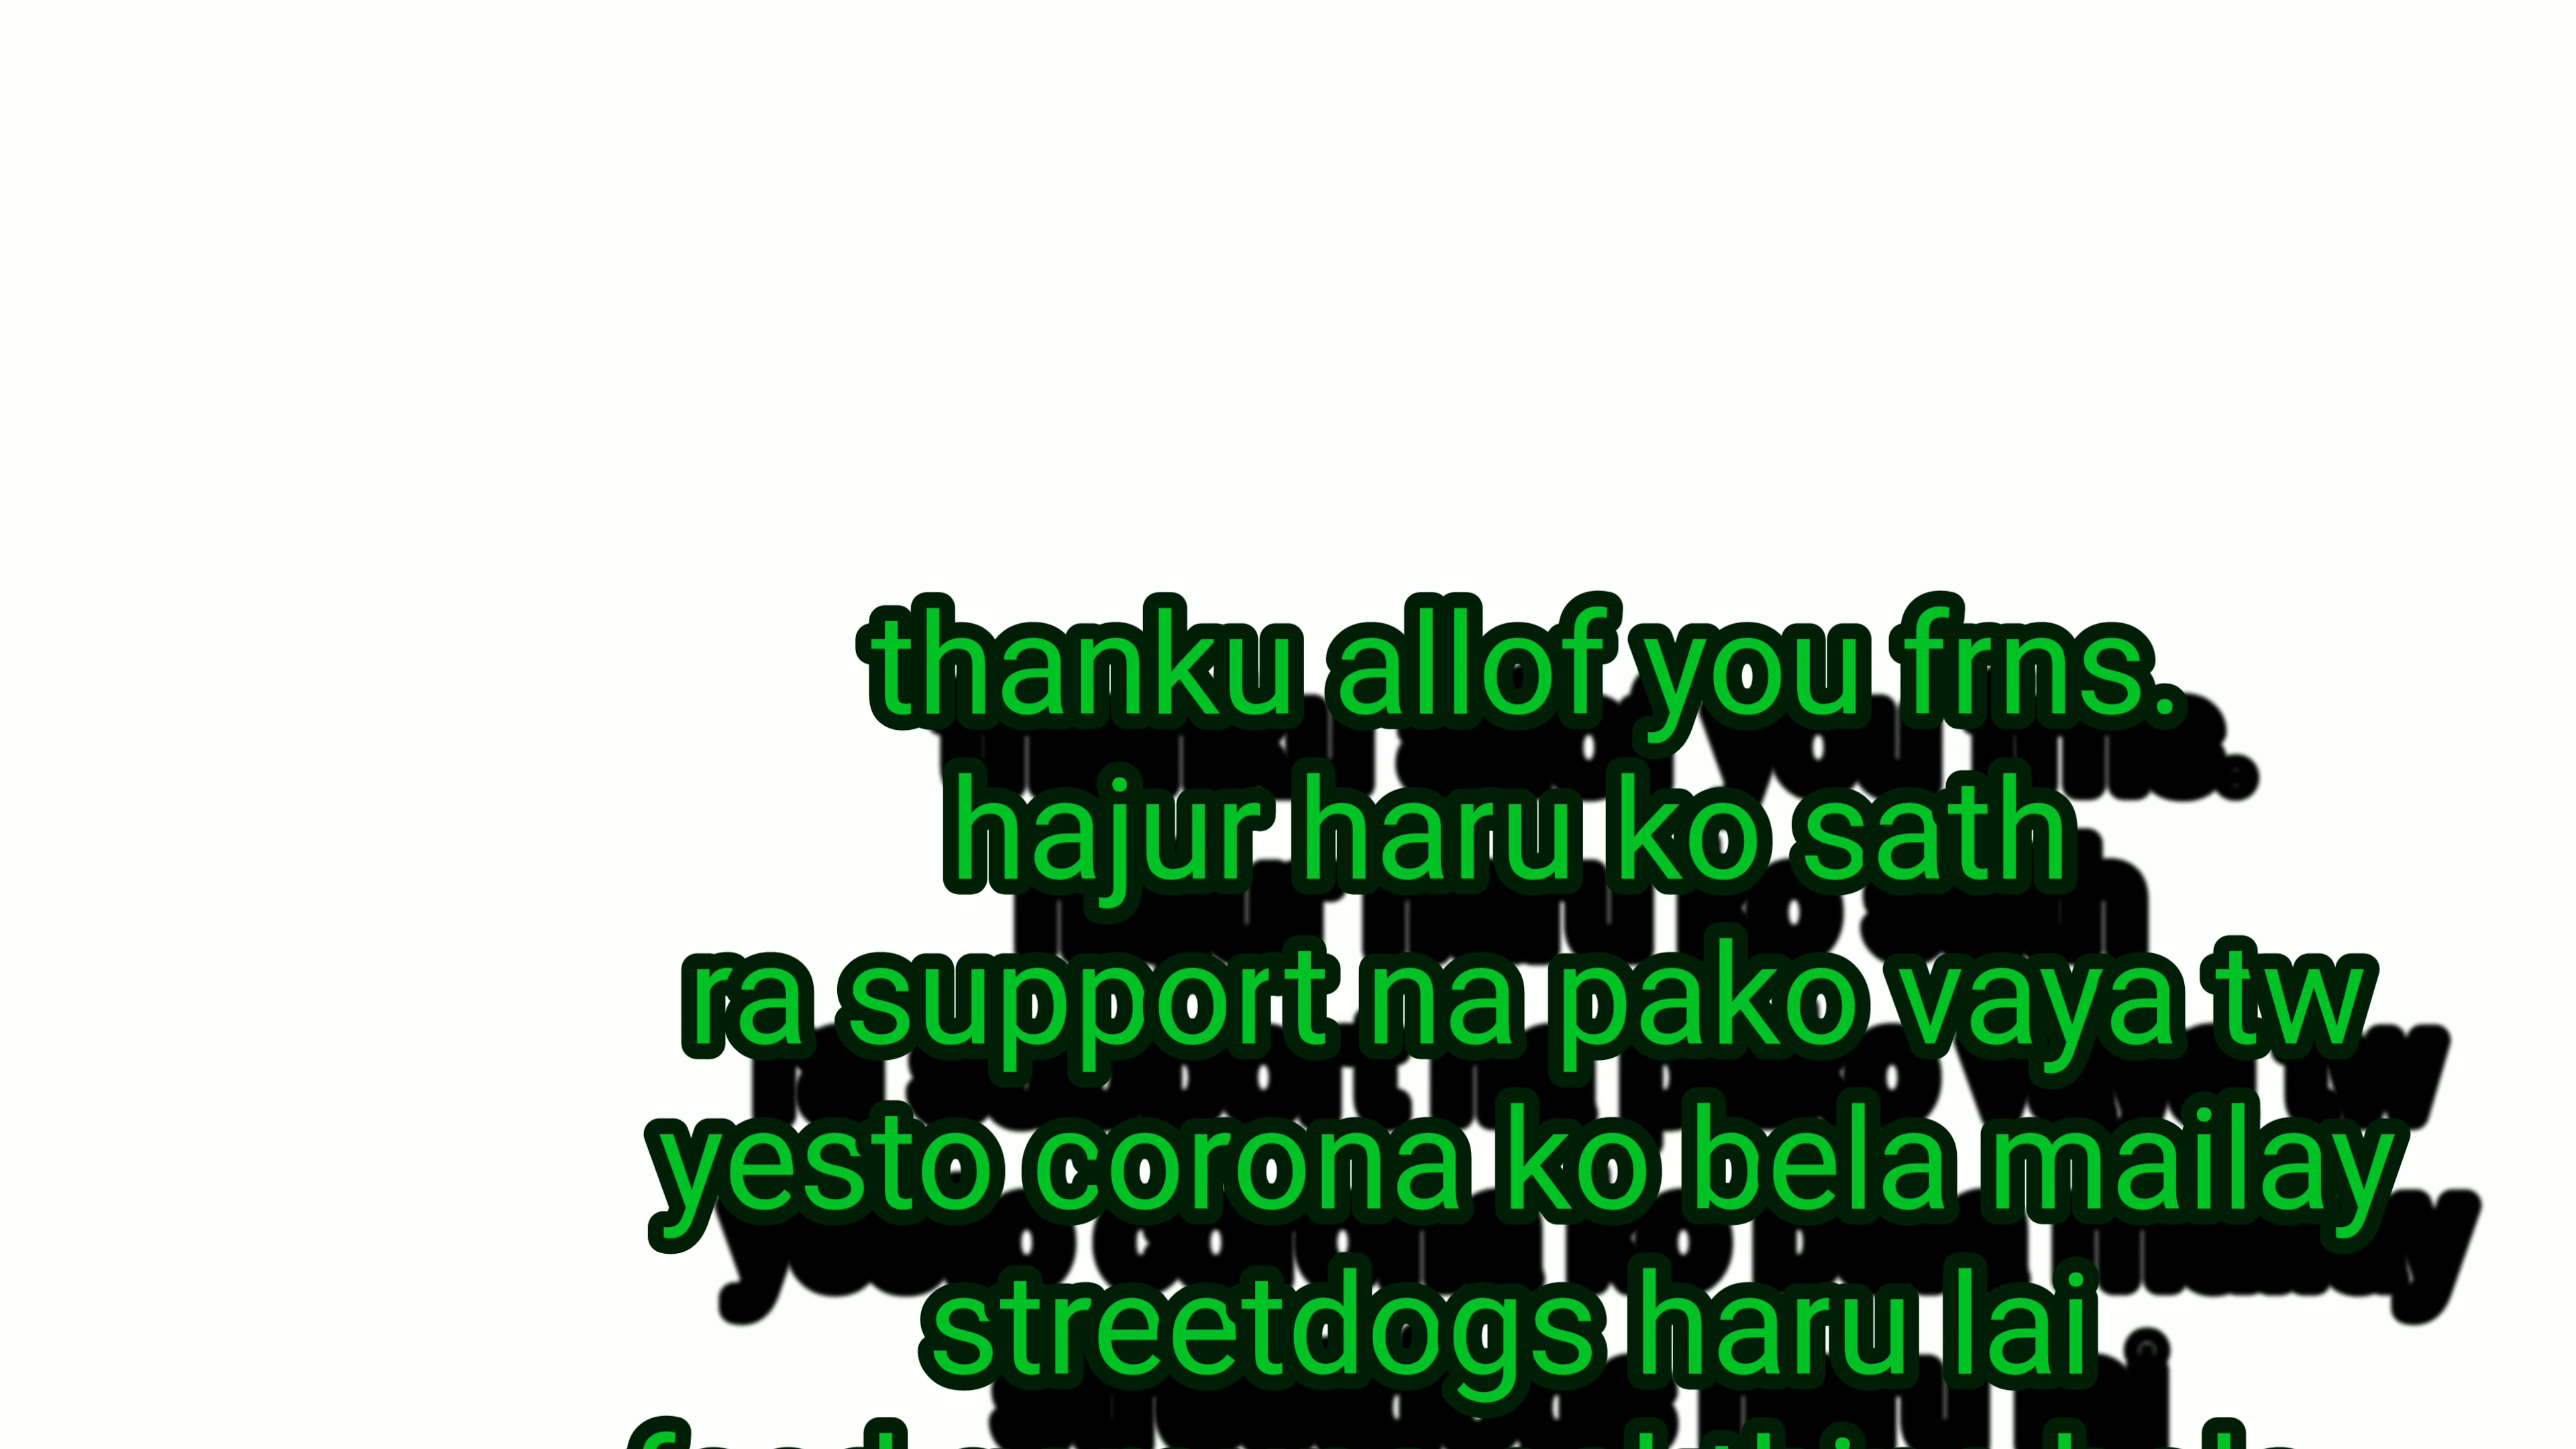 thanku allof you frns.
hajur haru ko sath
ra support na pako vaya tw
yesto corona ko bela mailay
streetdogs haru lai